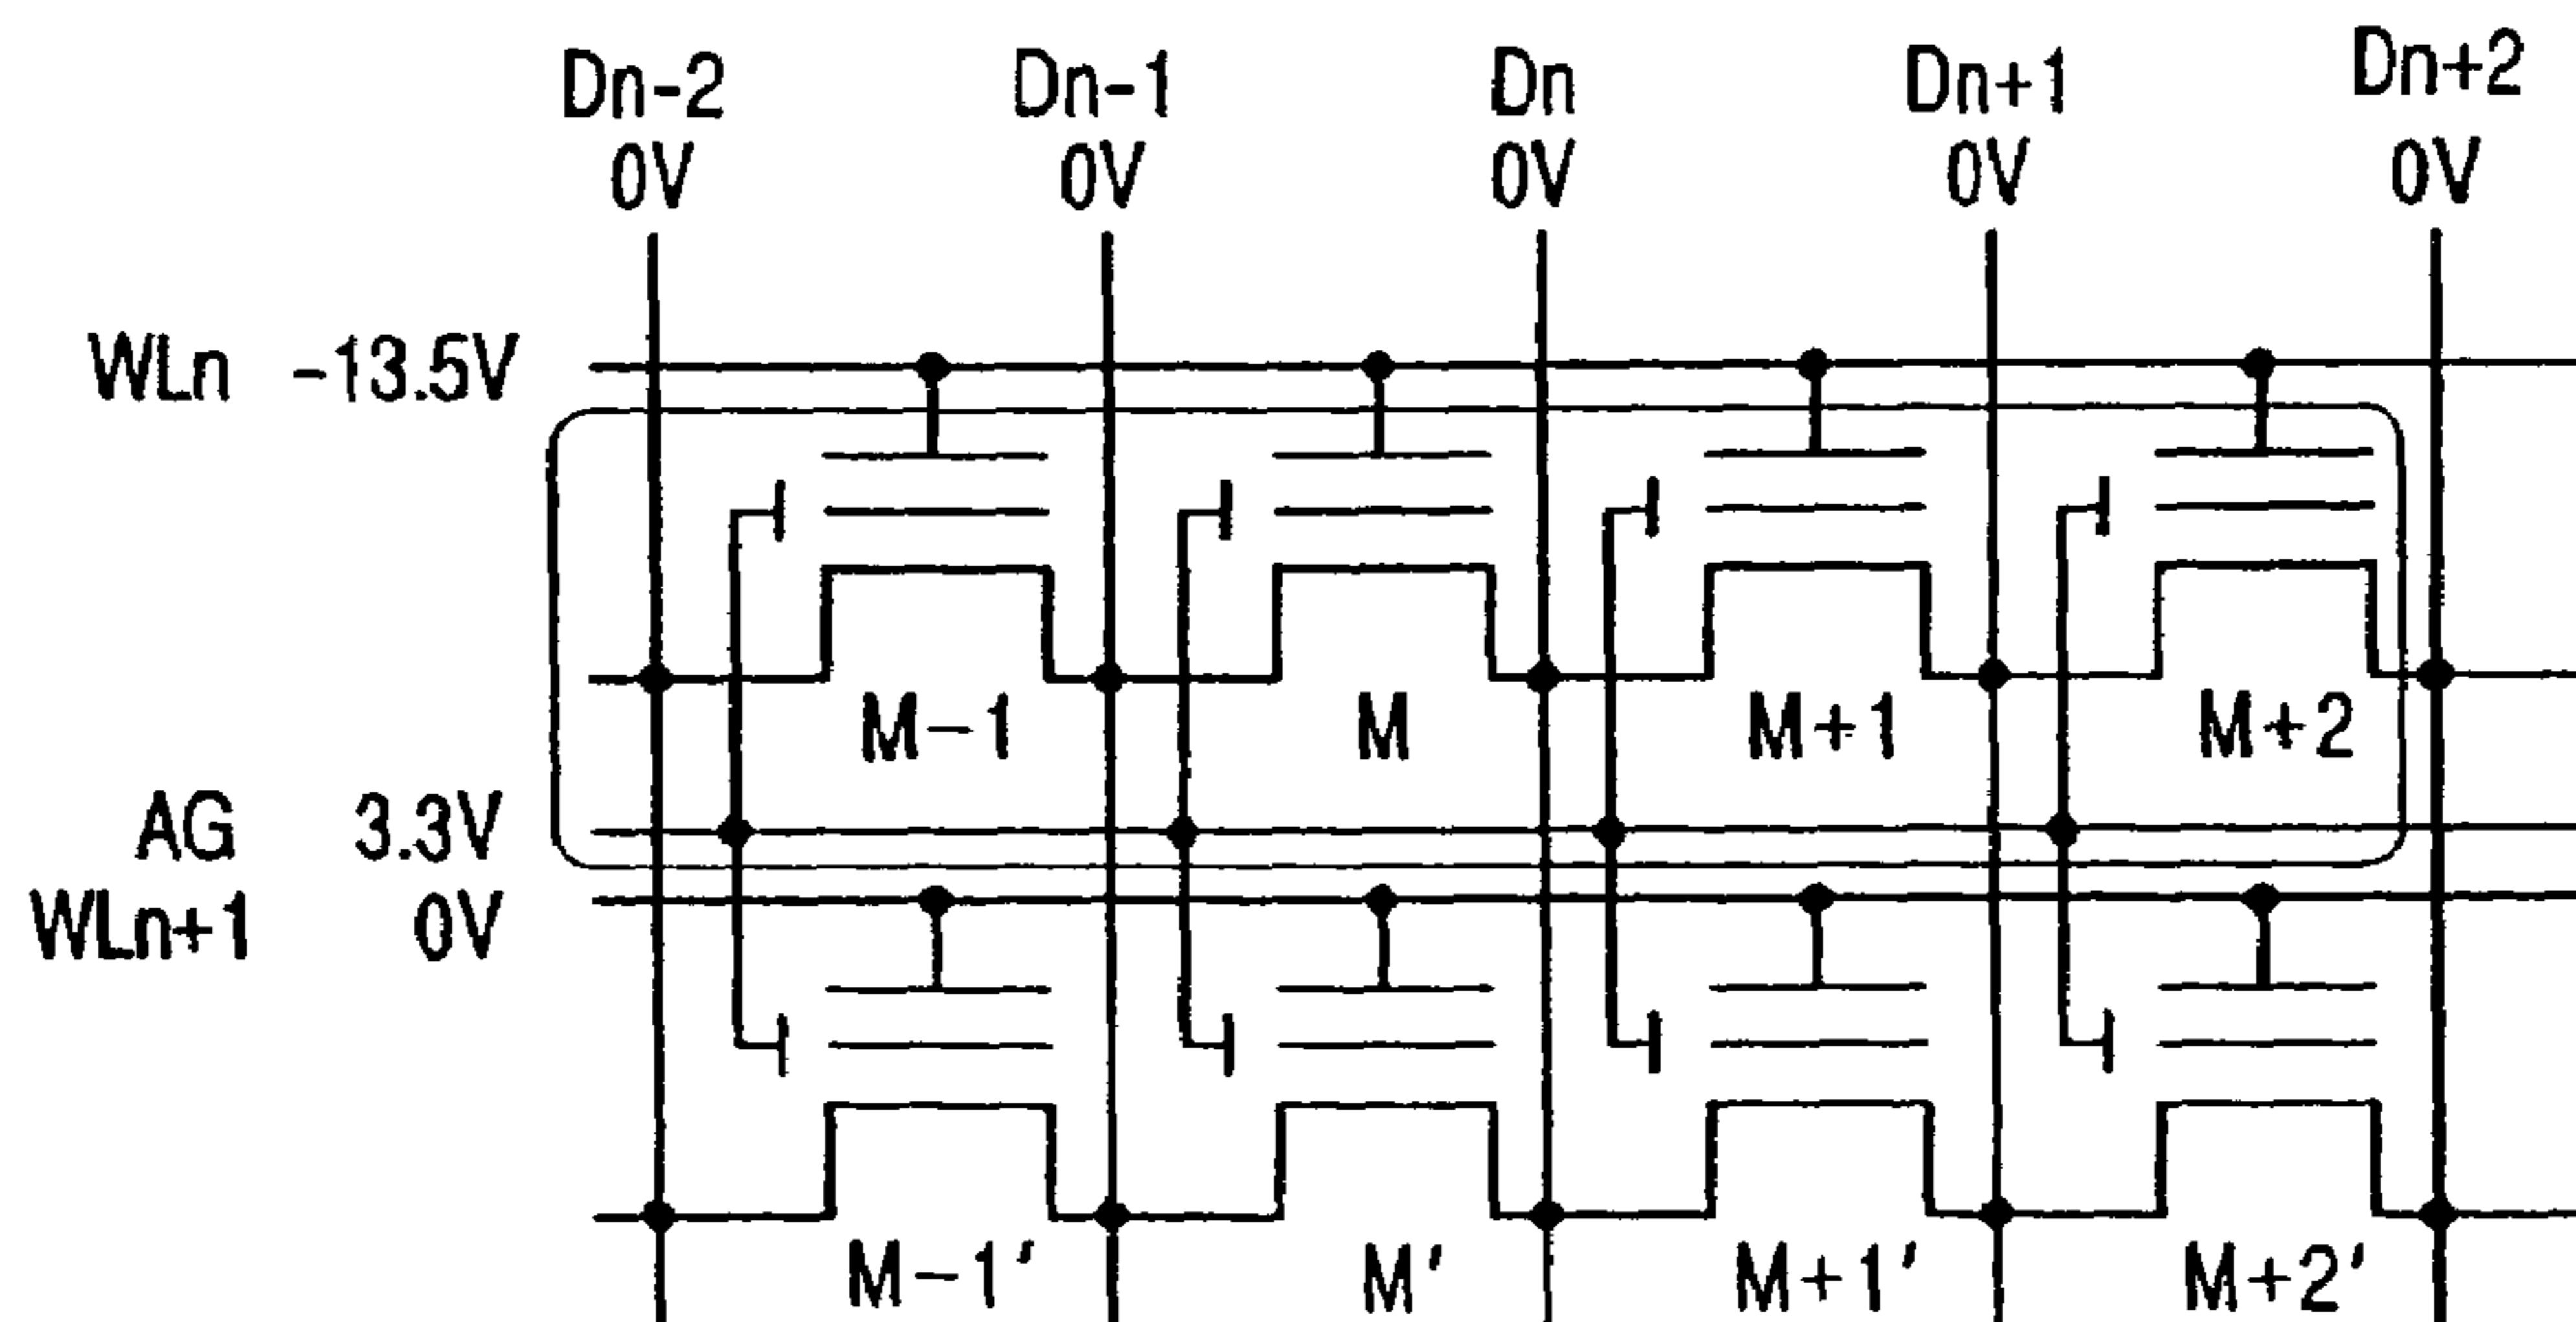 Dn-2 Dn-1 Dn Dn+1 Dn+2
0V 0V 0V 0V 0V
WLn -13.5V
M-1 M M+1 M+2
AG 3.3V
WLn+1 0V
M-1' M' M+1' M+2'